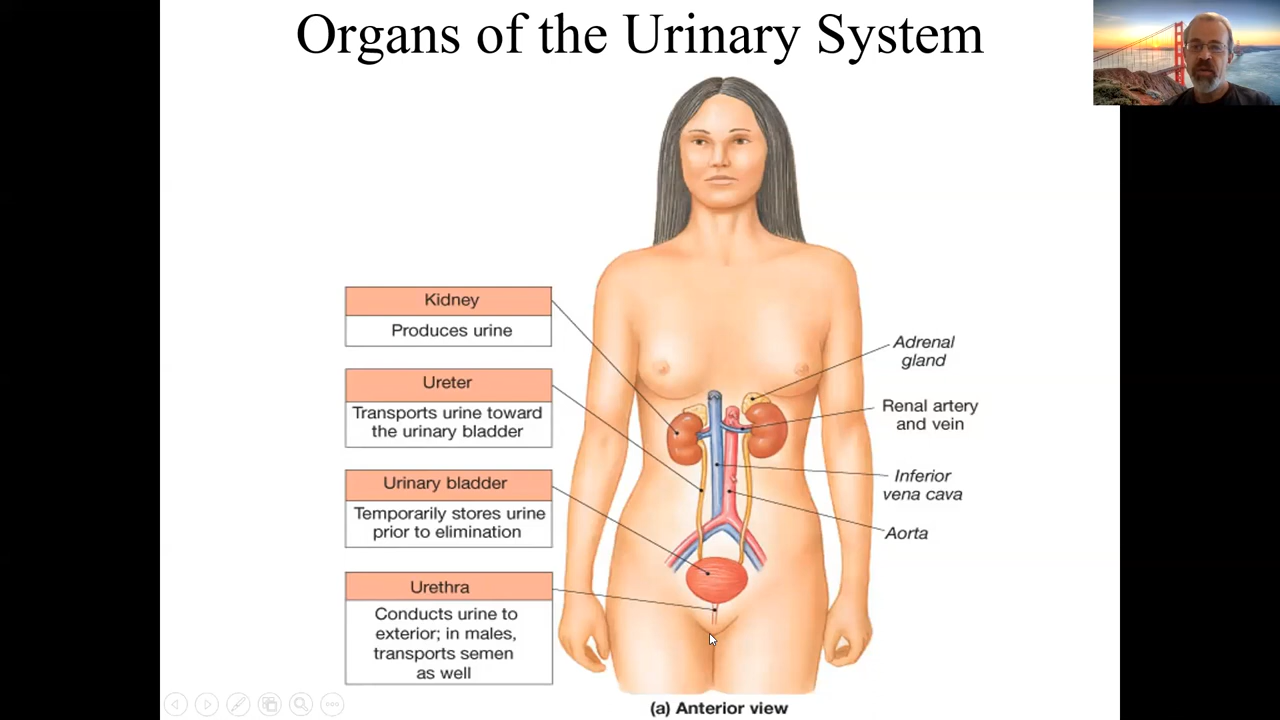 Organs of the Urinary System
Kidney
Produces urine
Ureter
Transports urine toward
the urinary bladder
Urinary bladder
Temporarily stores urine
prior to elimination
Urethra
Conducts urine to
exterior; in males,
transports semen
as well
Adrenal
gland
Renal artery
and vein
Inferior
vena cava
Aorta
(a) Anterior view